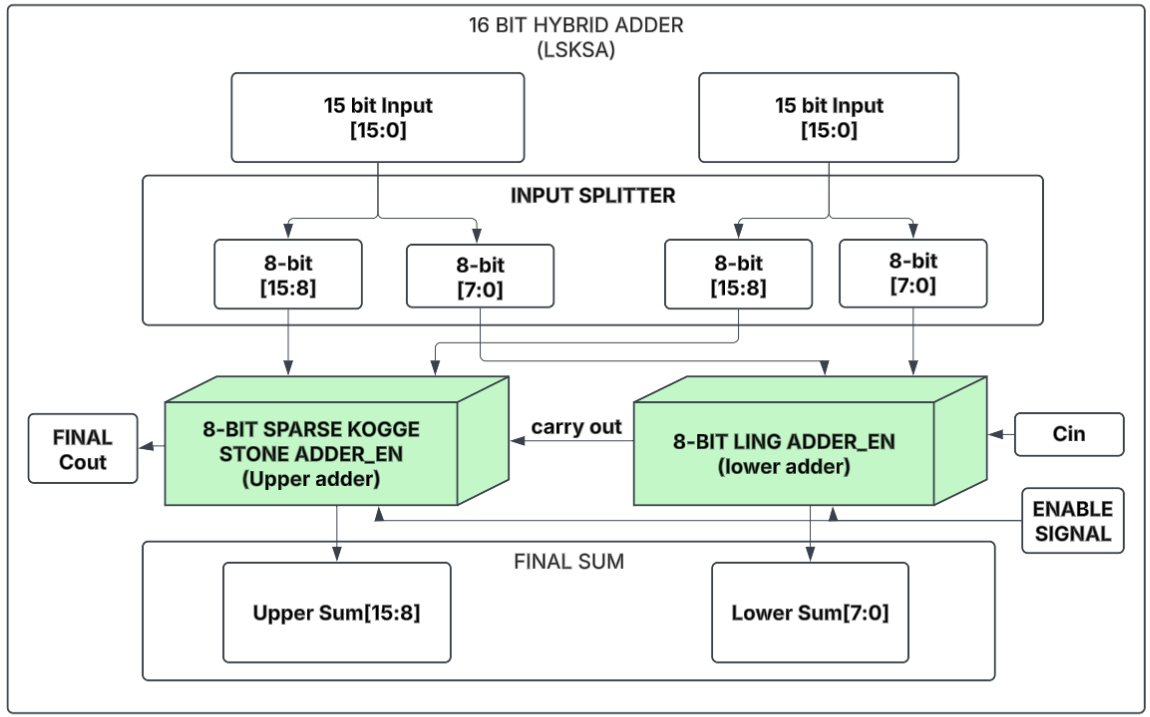 16 BIT HYBRID ADDER
(LSKSA)
15 bit Input
[15:0]
15 bit Input
[15:0]
INPUT SPLITTER
8-bit
[15:8]
8-bit
[7:0]
8-bit
[15:8]
8-bit
[7:0]
FINAL
Cout
8-BIT SPARSE KOGGE
STONE ADDER_EN
(Upper adder)
carry out
8-BIT LING ADDER_EN
(lower adder)
Cin
ENABLE
SIGNAL
FINAL SUM
Upper Sum[15:8]
Lower Sum[7:0]